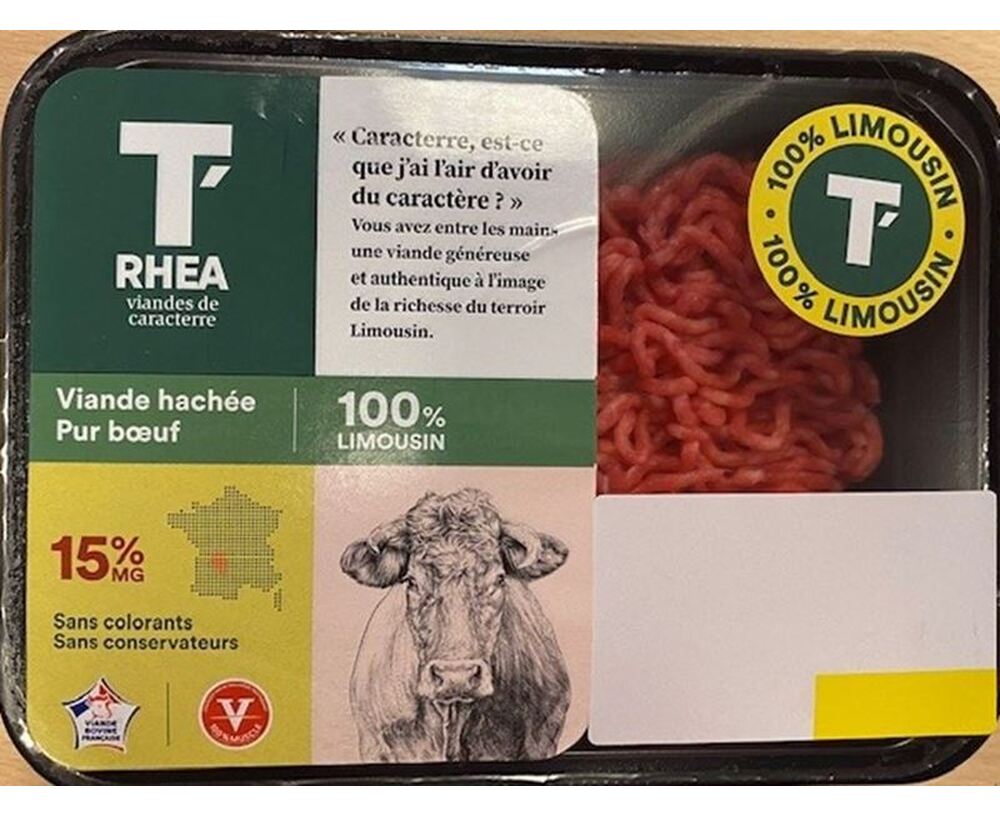 T'
RHEA
viandes de
caracterre
« Caracterre, est-ce
que j'ai l'air d'avoir
du caractère ? »
Vous avez entre les mains
une viande généreuse
et authentique à l'image
de la richesse du terroir
Limousin.
100% LIMOUSIN
T'
100% LIMOUSIN
Viande hachée
Pur bœuf
100%
LIMOUSIN
15%
MG
Sans colorants
Sans conservateurs
VIANDE
BOVINE
FRANÇAISE
V
100% MUSCLE